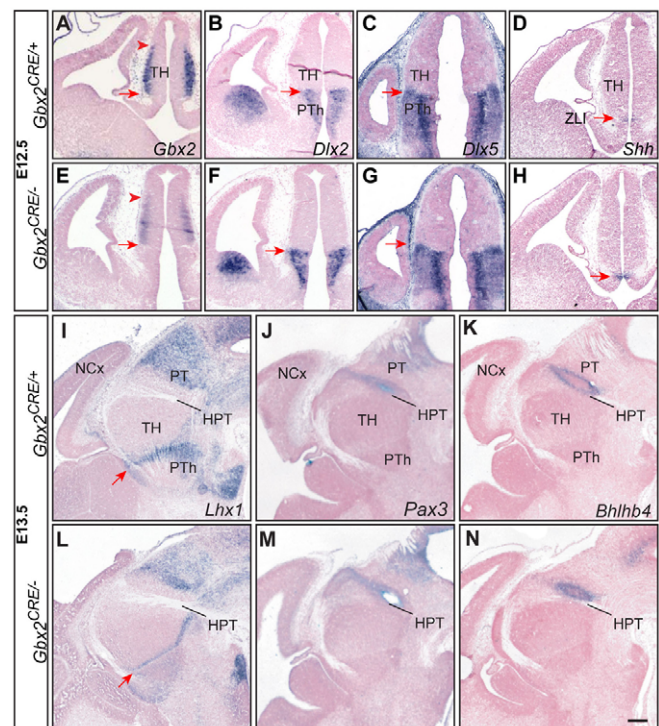 E12.5
Gbx2CRE/+
A
TH
Gbx2
B
TH
PTh
Dlx2
C
TH
PTh
Dlx5
D
TH
ZLI
Shh
Gbx2CRE/-
E
F
G
H
E13.5
Gbx2CRE/+
I
NCx
PT
HPT
TH
PTh
Lhx1
J
NCx
PT
HPT
TH
PTh
Pax3
K
NCx
PT
HPT
TH
PTh
Bhlhb4
Gbx2CRE/-
L
HPT
M
HPT
N
HPT